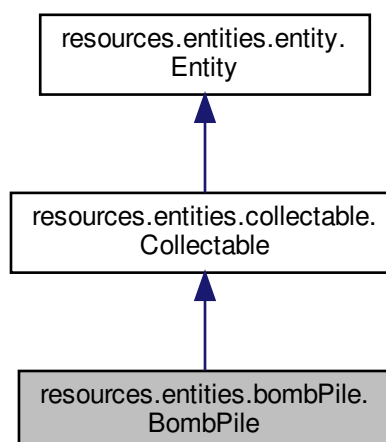 resources.entities.entity.
Entity
resources.entities.collectable.
Collectable
resources.entities.bombPile.
BombPile